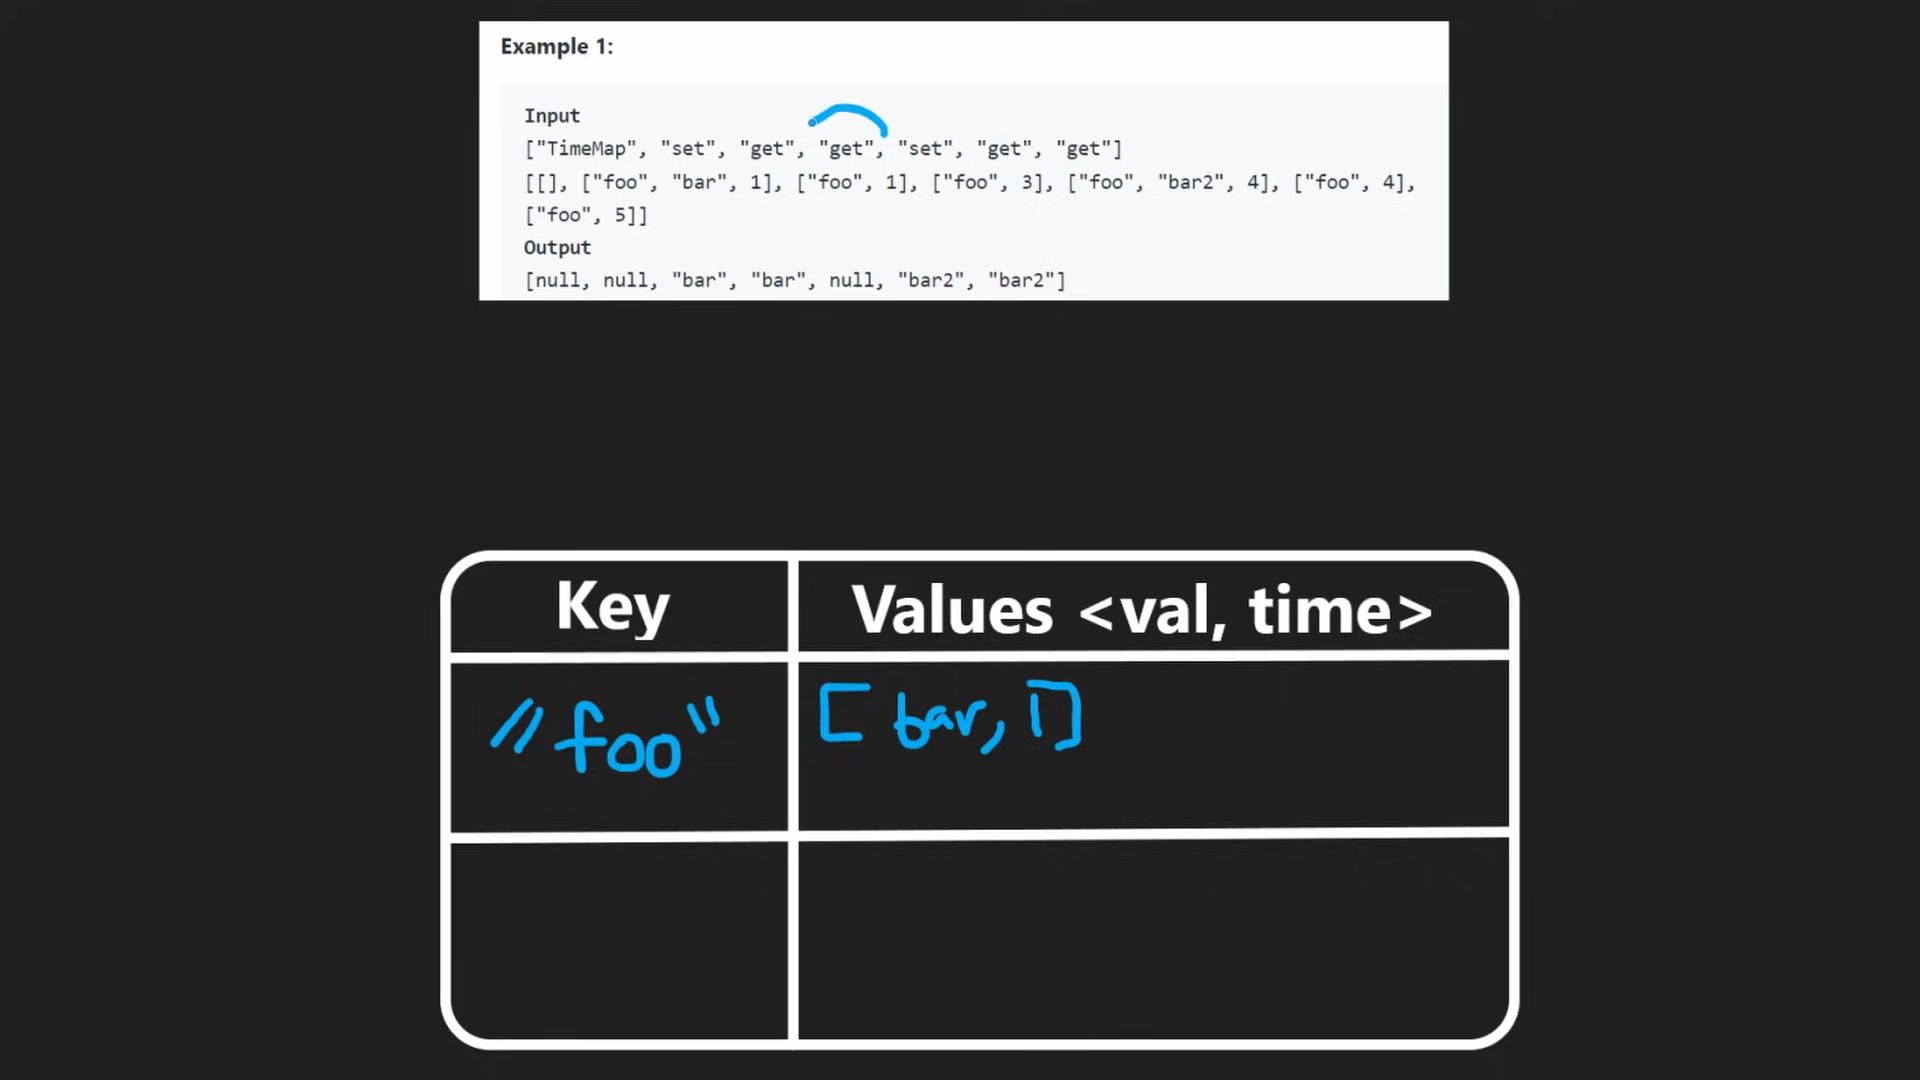 Example 1:
Input
["TimeMap", "set", "get", "get", "set", "get", "get"]
[[], ["foo", "bar", 1], ["foo", 1], ["foo", 3], ["foo", "bar2", 4], ["foo", 4],
["foo", 5]]
Output
[null, null, "bar", "bar", null, "bar2", "bar2"]
Key
Values <val, time>
"foo"
[bar, 1]